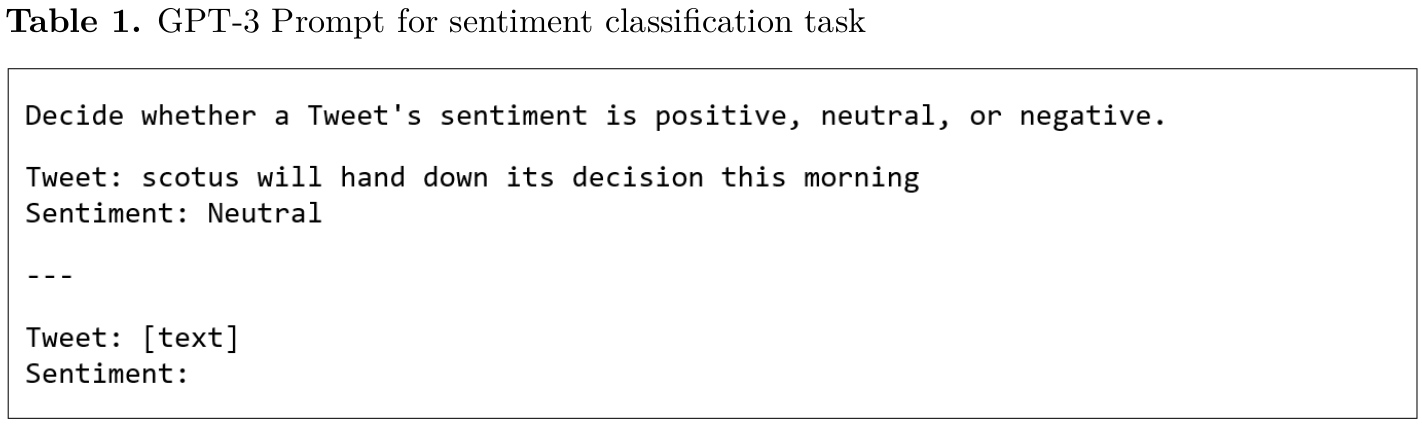 Table 1. GPT-3 Prompt for sentiment classification task
Decide whether a Tweet's sentiment is positive, neutral, or negative.
Tweet: scotus will hand down its decision this morning
Sentiment: Neutral
---
Tweet: [text]
Sentiment: